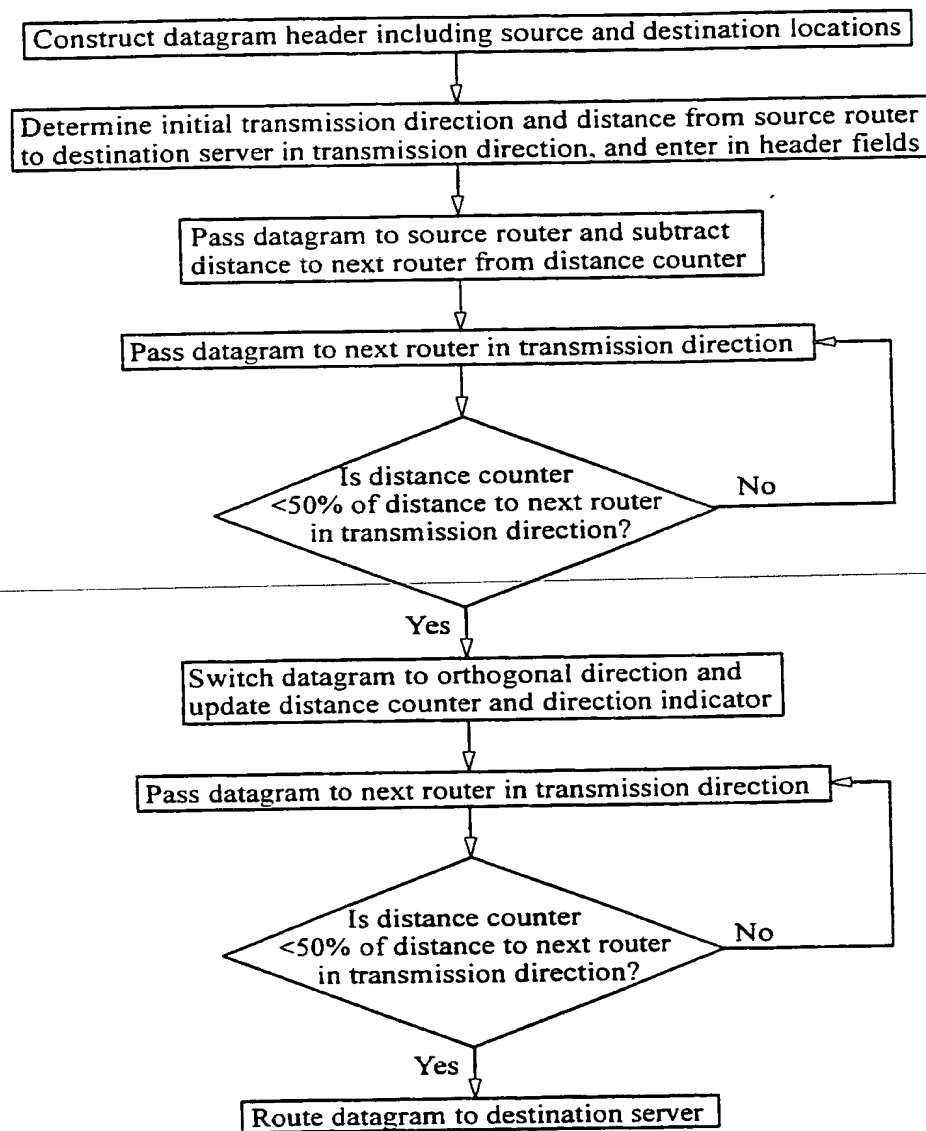 Construct datagram header including source and destination locations
Determine initial transmission direction and distance from source router
to destination server in transmission direction, and enter in header fields
Pass datagram to source router and subtract
distance to next router from distance counter
Pass datagram to next router in transmission direction
Is distance counter
<50% of distance to next router
in transmission direction?
No
Yes
Switch datagram to orthogonal direction and
update distance counter and direction indicator
Pass datagram to next router in transmission direction
Is distance counter
<50% of distance to next router
in transmission direction?
No
Yes
Route datagram to destination server